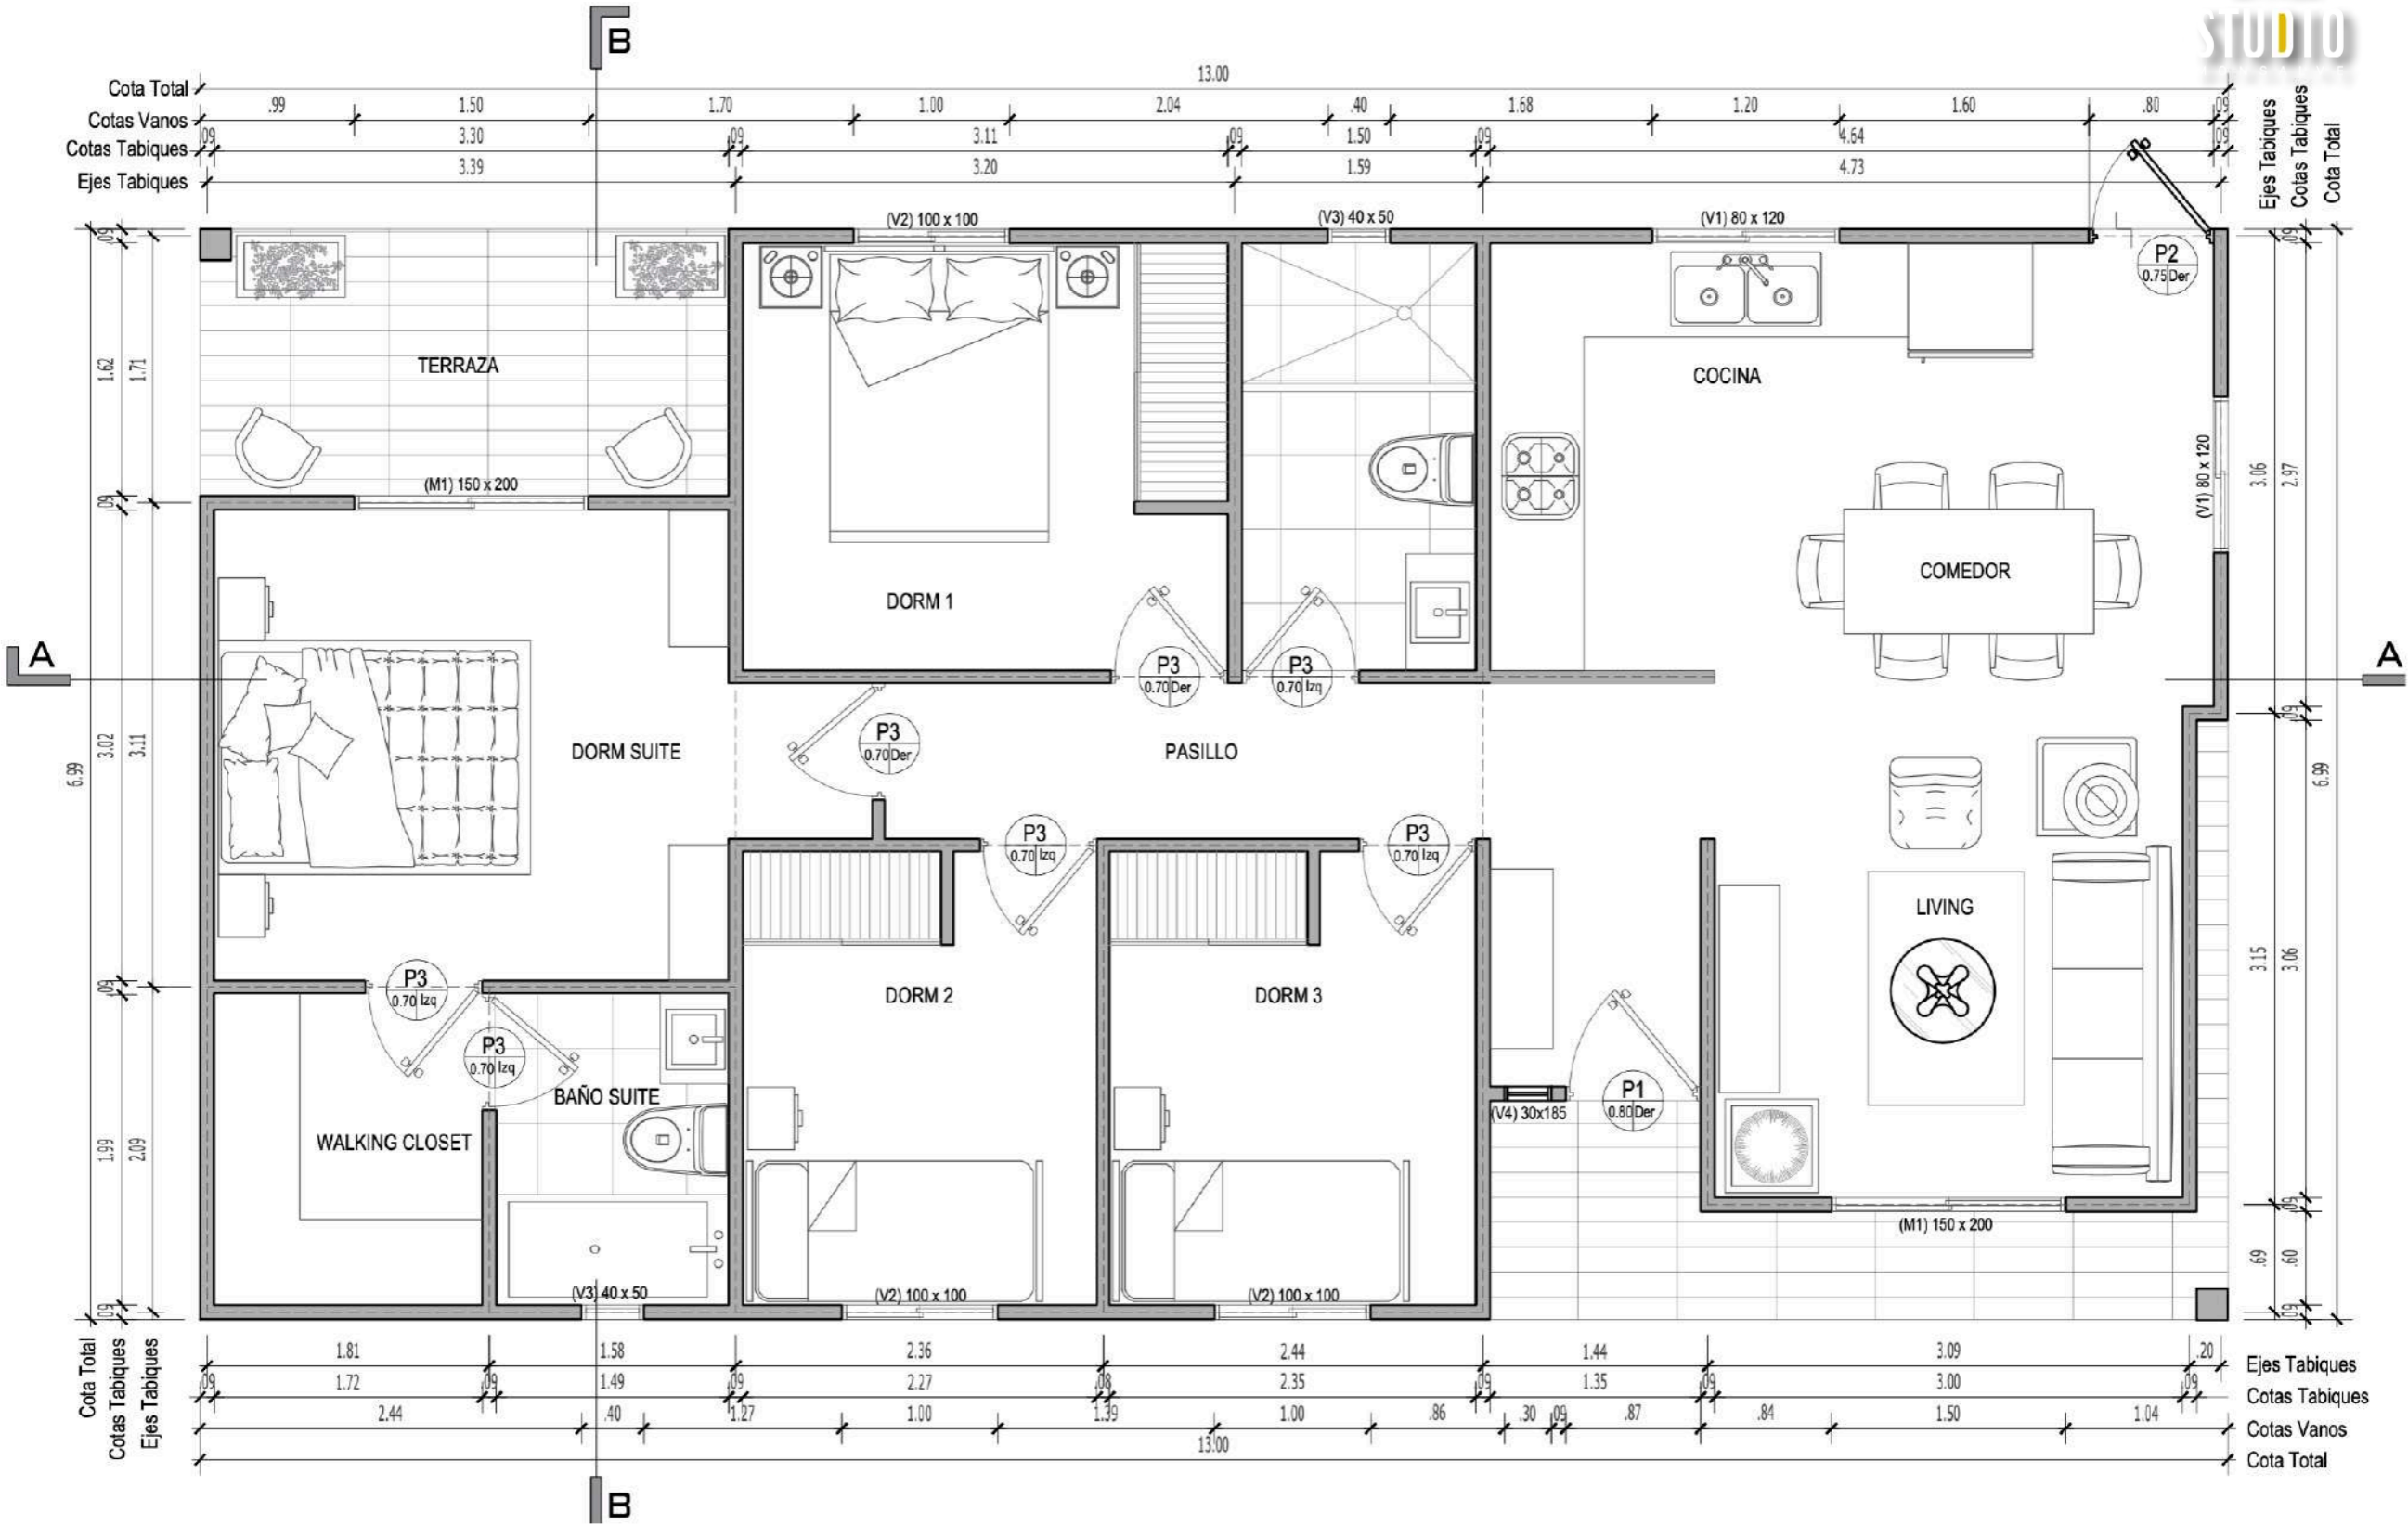 STUDIO
B
Cota Total
13.00
Cotas Vanos
.99
1.50
1.70
1.00
2.04
.40
1.68
1.20
1.60
.80
.09
Cotas Tabiques
.09
3.30
.09
3.11
.09
1.50
.09
4.64
.09
Ejes Tabiques
3.39
3.20
1.59
4.73
Ejes Tabiques
Cotas Tabiques
Cota Total
(V2) 100 x 100
(V3) 40 x 50
(V1) 80 x 120
P2
0.75 Der
TERRAZA
COCINA
.09
1.62
1.71
.09
(M1) 150 x 200
(V1) 80 x 120
.09
3.06
2.97
COMEDOR
DORM 1
A
A
P3
0.70 Der
P3
0.70 Izq
P3
0.70 Der
DORM SUITE
PASILLO
3.02
3.11
6.99
.09
6.99
P3
0.70 Izq
P3
0.70 Izq
LIVING
3.15
3.06
.09
P3
0.70 Izq
DORM 2
DORM 3
P3
0.70 Izq
BAÑO SUITE
P1
0.80 Der
(V4) 30x185
WALKING CLOSET
1.99
2.09
.09
(M1) 150 x 200
.09
.69
.60
.09
(V3) 40 x 50
(V2) 100 x 100
(V2) 100 x 100
Cota Total
Cotas Tabiques
Ejes Tabiques
1.81
1.58
2.36
2.44
1.44
3.09
.20
Ejes Tabiques
.09
1.72
.09
1.49
.09
2.27
.08
2.35
.09
1.35
.09
3.00
.09
Cotas Tabiques
2.44
.40
1.27
1.00
1.39
1.00
.86
.30
.09
.87
.84
1.50
1.04
Cotas Vanos
13.00
Cota Total
B